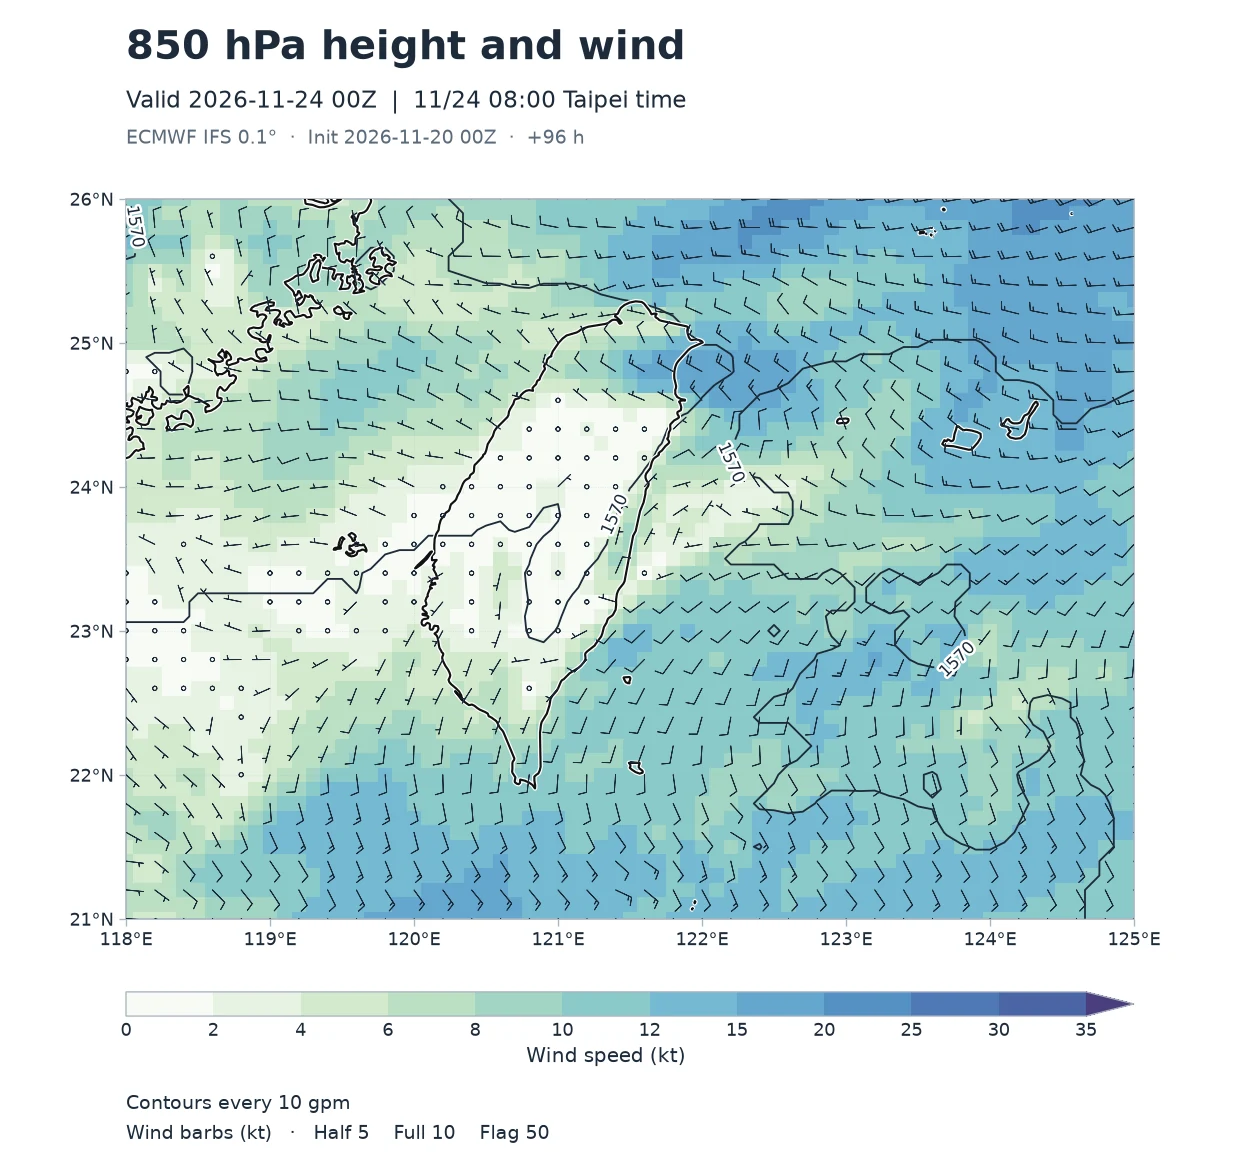 850 hPa height and wind
Valid 2026-11-24 00Z | 11/24 08:00 Taipei time
ECMWF IFS 0.1° · Init 2026-11-20 00Z · +96 h
26°N
1570
25°N
1570
24°N
1570
23°N
1570
22°N
21°N
118°E 119°E 120°E 121°E 122°E 123°E 124°E 125°E
0 2 4 6 8 10 12 15 20 25 30 35
Wind speed (kt)
Contours every 10 gpm
Wind barbs (kt) · Half 5 Full 10 Flag 50